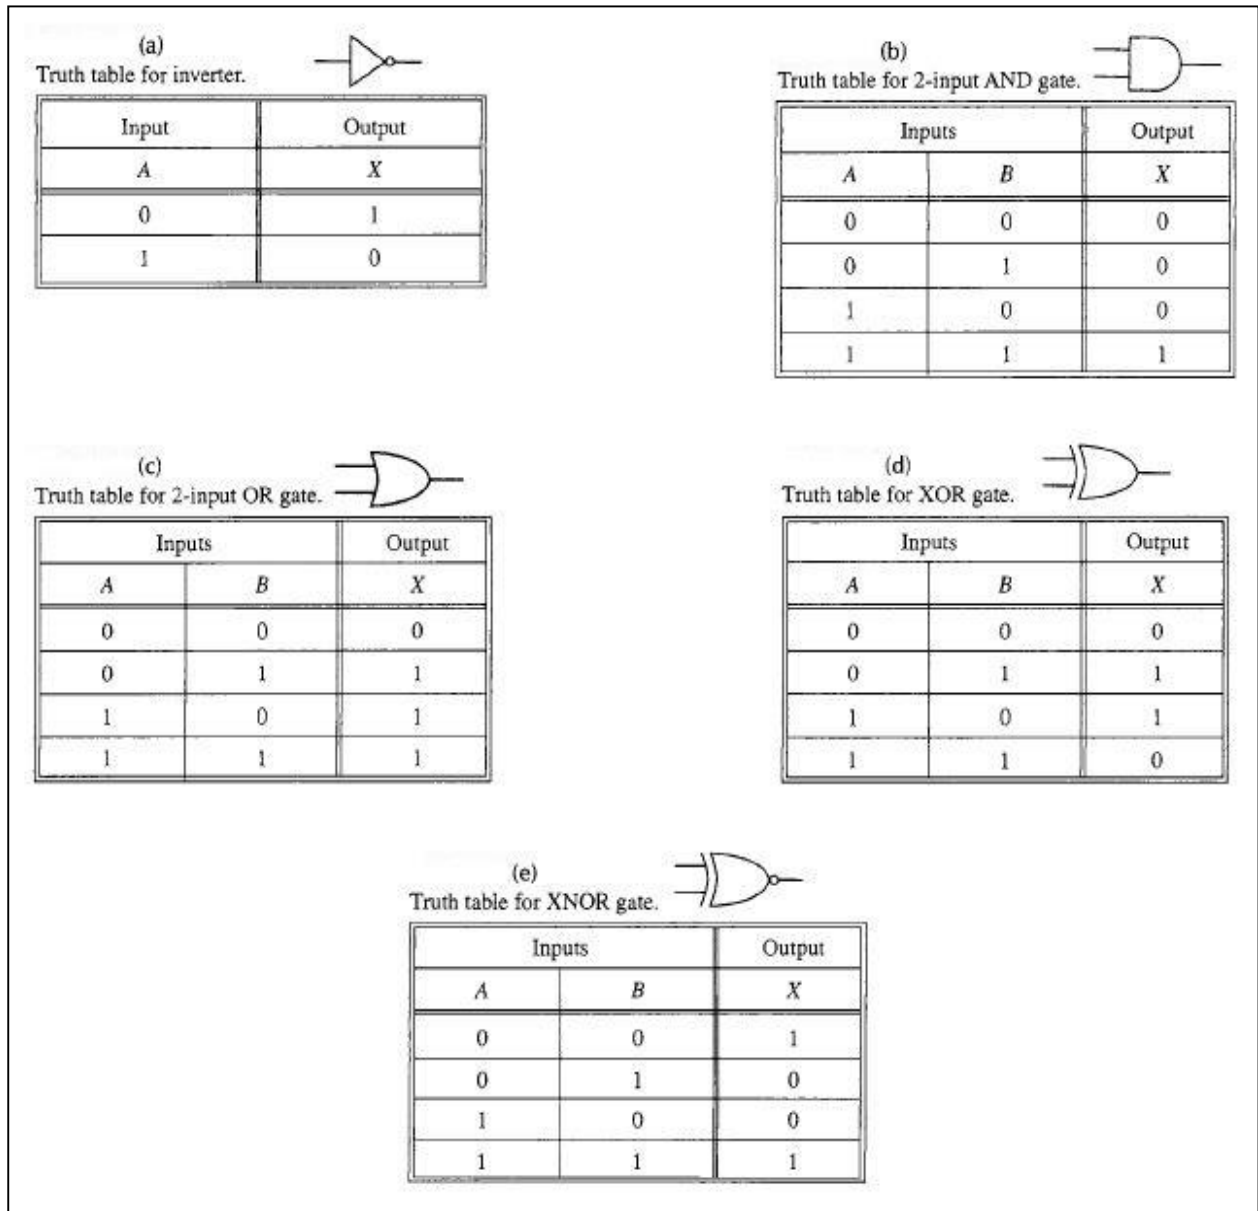 (a)
Truth table for inverter.
Input Output
A X
0 1
1 0
(b)
Truth table for 2-input AND gate.
Inputs Output
A B X
0 0 0
0 1 0
1 0 0
1 1 1
(c)
Truth table for 2-input OR gate.
Inputs Output
A B X
0 0 0
0 1 1
1 0 1
1 1 1
(d)
Truth table for XOR gate.
Inputs Output
A B X
0 0 0
0 1 1
1 0 1
1 1 0
(e)
Truth table for XNOR gate.
Inputs Output
A B X
0 0 1
0 1 0
1 0 0
1 1 1